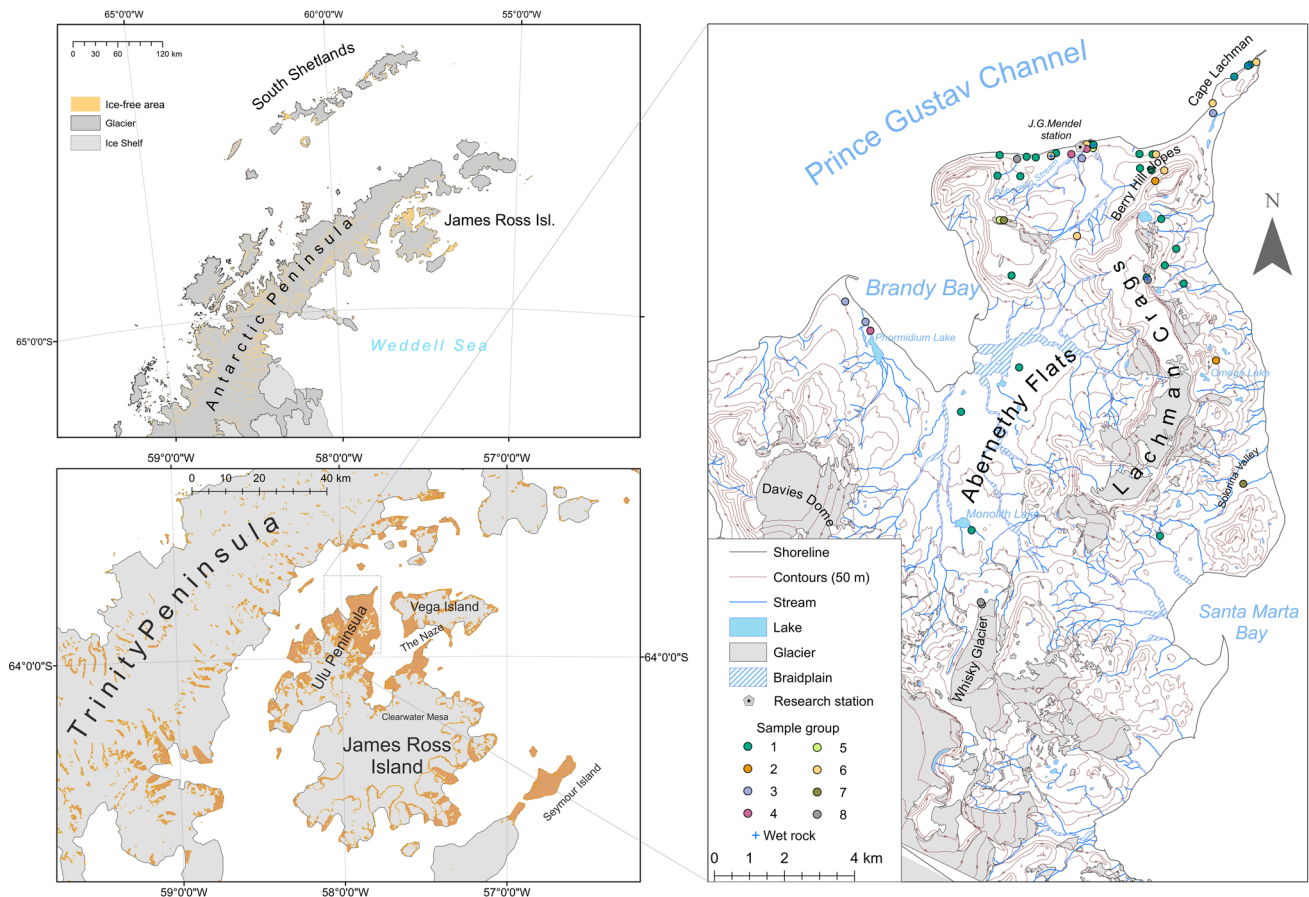 65°0'0"W
60°0'0"W
55°0'0"W
0 30 60 120 km
Ice-free area
Glacier
Ice Shelf
South Shetlands
James Ross Isl.
Antarctic Peninsula
65°0'0"S
Weddell Sea
59°0'0"W
58°0'0"W
57°0'0"W
0 10 20 40 km
Trinity Peninsula
Ulu Peninsula
Vega Island
The Naze
64°0'0"S
64°0'0"S
Clearwater Mesa
James Ross
Island
Seymour Island
59°0'0"W
58°0'0"W
57°0'0"W
Prince Gustav Channel
Cape Lachman
J.G.Mendel
station
Bohemian Stream
Berry Hill slopes
N
Brandy Bay
Phormidium Lake
Lachman Crags
Omega Lake
Abernethy Flats
Davies Dome
Monolith Lake
Solorina Valley
Santa Marta
Bay
Whisky Glacier
Shoreline
Contours (50 m)
Stream
Lake
Glacier
Braidplain
Research station
Sample group
1 5
2 6
3 7
4 8
+ Wet rock
0 1 2 4 km